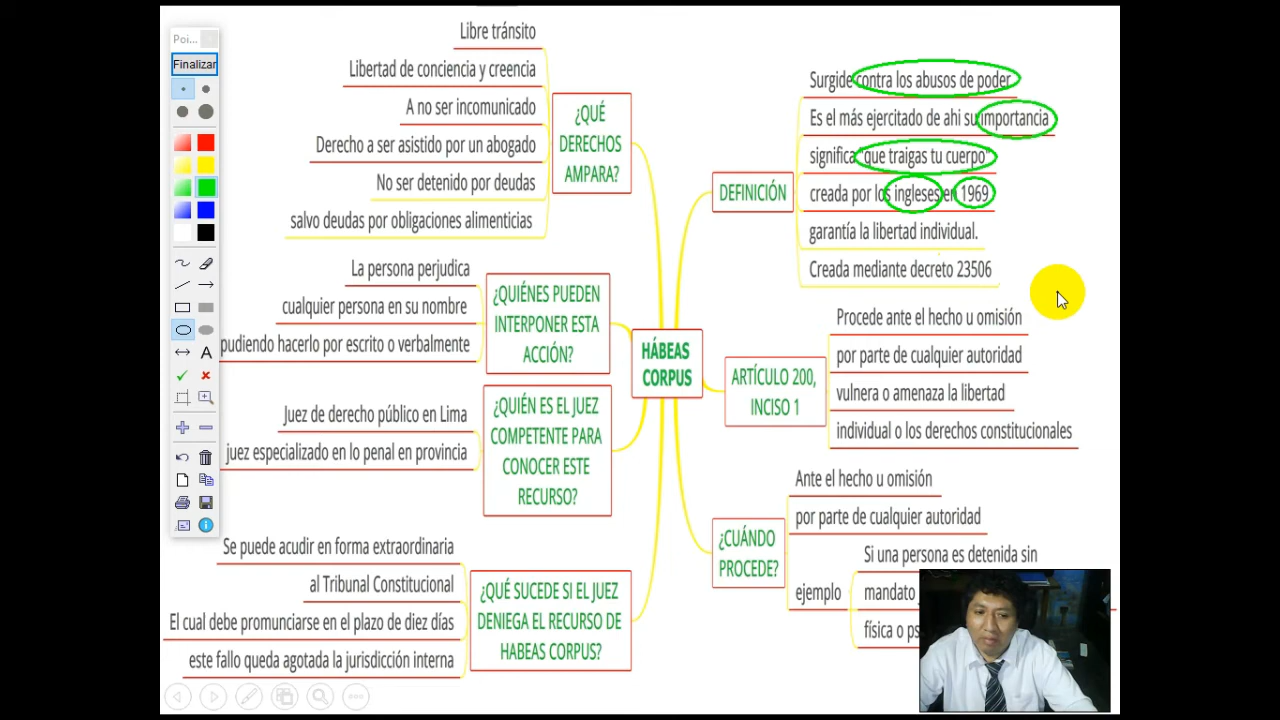 Poi...
Finalizar
A
HÁBEAS
CORPUS
DEFINICIÓN
Surgide contra los abusos de poder
Es el más ejercitado de ahi su importancia
significa "que traigas tu cuerpo"
creada por los ingleses en 1969.
garantía la libertad individual.
Creada mediante decreto 23506
ARTÍCULO 200,
INCISO 1
Procede ante el hecho u omisión
por parte de cualquier autoridad
vulnera o amenaza la libertad
individual o los derechos constitucionales
¿CUÁNDO
PROCEDE?
Ante el hecho u omisión
por parte de cualquier autoridad
ejemplo
Si una persona es detenida sin
mandato
física o
¿QUÉ
DERECHOS
AMPARA?
Libre tránsito
Libertad de conciencia y creencia
A no ser incomunicado
Derecho a ser asistido por un abogado
No ser detenido por deudas
salvo deudas por obligaciones alimenticias
¿QUIÉNES PUEDEN
INTERPONER ESTA
ACCIÓN?
La persona perjudica
cualquier persona en su nombre
pudiendo hacerlo por escrito o verbalmente
¿QUIÉN ES EL JUEZ
COMPETENTE PARA
CONOCER ESTE
RECURSO?
Juez de derecho público en Lima
juez especializado en lo penal en provincia
¿QUÉ SUCEDE SI EL JUEZ
DENIEGA EL RECURSO DE
HABEAS CORPUS?
Se puede acudir en forma extraordinaria
al Tribunal Constitucional
El cual debe promunciarse en el plazo de diez días
este fallo queda agotada la jurisdicción interna